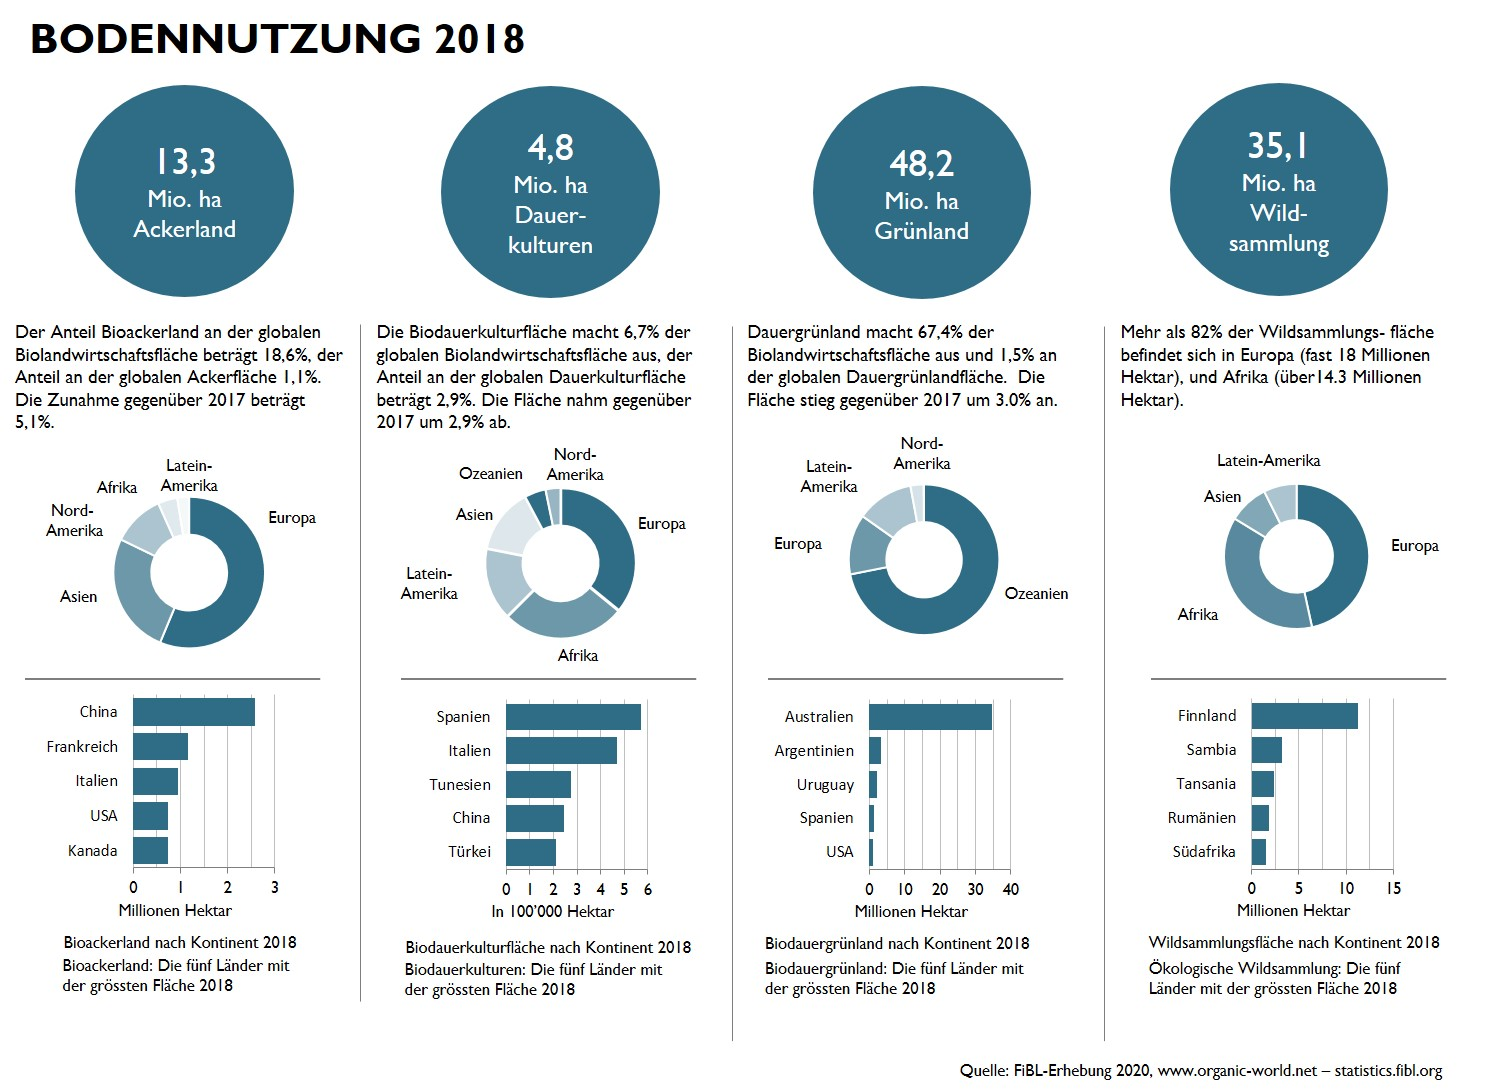 BODENNUTZUNG 2018
13,3
Mio. ha
Ackerland
4,8
Mio. ha
Dauer-
kulturen
48,2
Mio. ha
Grünland
35,1
Mio. ha
Wild-
sammlung
Der Anteil Bioackerland an der globalen
Biolandwirtschaftsfläche beträgt 18,6%, der
Anteil an der globalen Ackerfläche 1,1%.
Die Zunahme gegenüber 2017 beträgt
5,1%.
Latein-
Amerika
Afrika
Nord-
Amerika
Europa
Asien
China
Frankreich
Italien
USA
Kanada
0 1 2 3
Millionen Hektar
Bioackerland nach Kontinent 2018
Bioackerland: Die fünf Länder mit
der grössten Fläche 2018
Die Biodauerkulturfläche macht 6,7% der
globalen Biolandwirtschaftsfläche aus, der
Anteil an der globalen Dauerkulturfläche
beträgt 2,9%. Die Fläche nahm gegenüber
2017 um 2,9% ab.
Nord-
Amerika
Ozeanien
Asien
Europa
Latein-
Amerika
Afrika
Spanien
Italien
Tunesien
China
Türkei
0 1 2 3 4 5 6
In 100'000 Hektar
Biodauerkulturfläche nach Kontinent 2018
Biodauerkulturen: Die fünf Länder mit
der grössten Fläche 2018
Dauergrünland macht 67,4% der
Biolandwirtschaftsfläche aus und 1,5% an
der globalen Dauergrünlandfläche. Die
Fläche stieg gegenüber 2017 um 3.0% an.
Nord-
Amerika
Latein-
Amerika
Europa
Ozeanien
Australien
Argentinien
Uruguay
Spanien
USA
0 10 20 30 40
Millionen Hektar
Biodauergrünland nach Kontinent 2018
Biodauergrünland: Die fünf Länder mit
der grössten Fläche 2018
Mehr als 82% der Wildsammlungs- fläche
befindet sich in Europa (fast 18 Millionen
Hektar), und Afrika (über14.3 Millionen
Hektar).
Latein-Amerika
Asien
Europa
Afrika
Finnland
Sambia
Tansania
Rumänien
Südafrika
0 5 10 15
Millionen Hektar
Wildsammlungsfläche nach Kontinent 2018
Ökologische Wildsammlung: Die fünf
Länder mit der grössten Fläche 2018
Quelle: FiBL-Erhebung 2020, www.organic-world.net – statistics.fibl.org